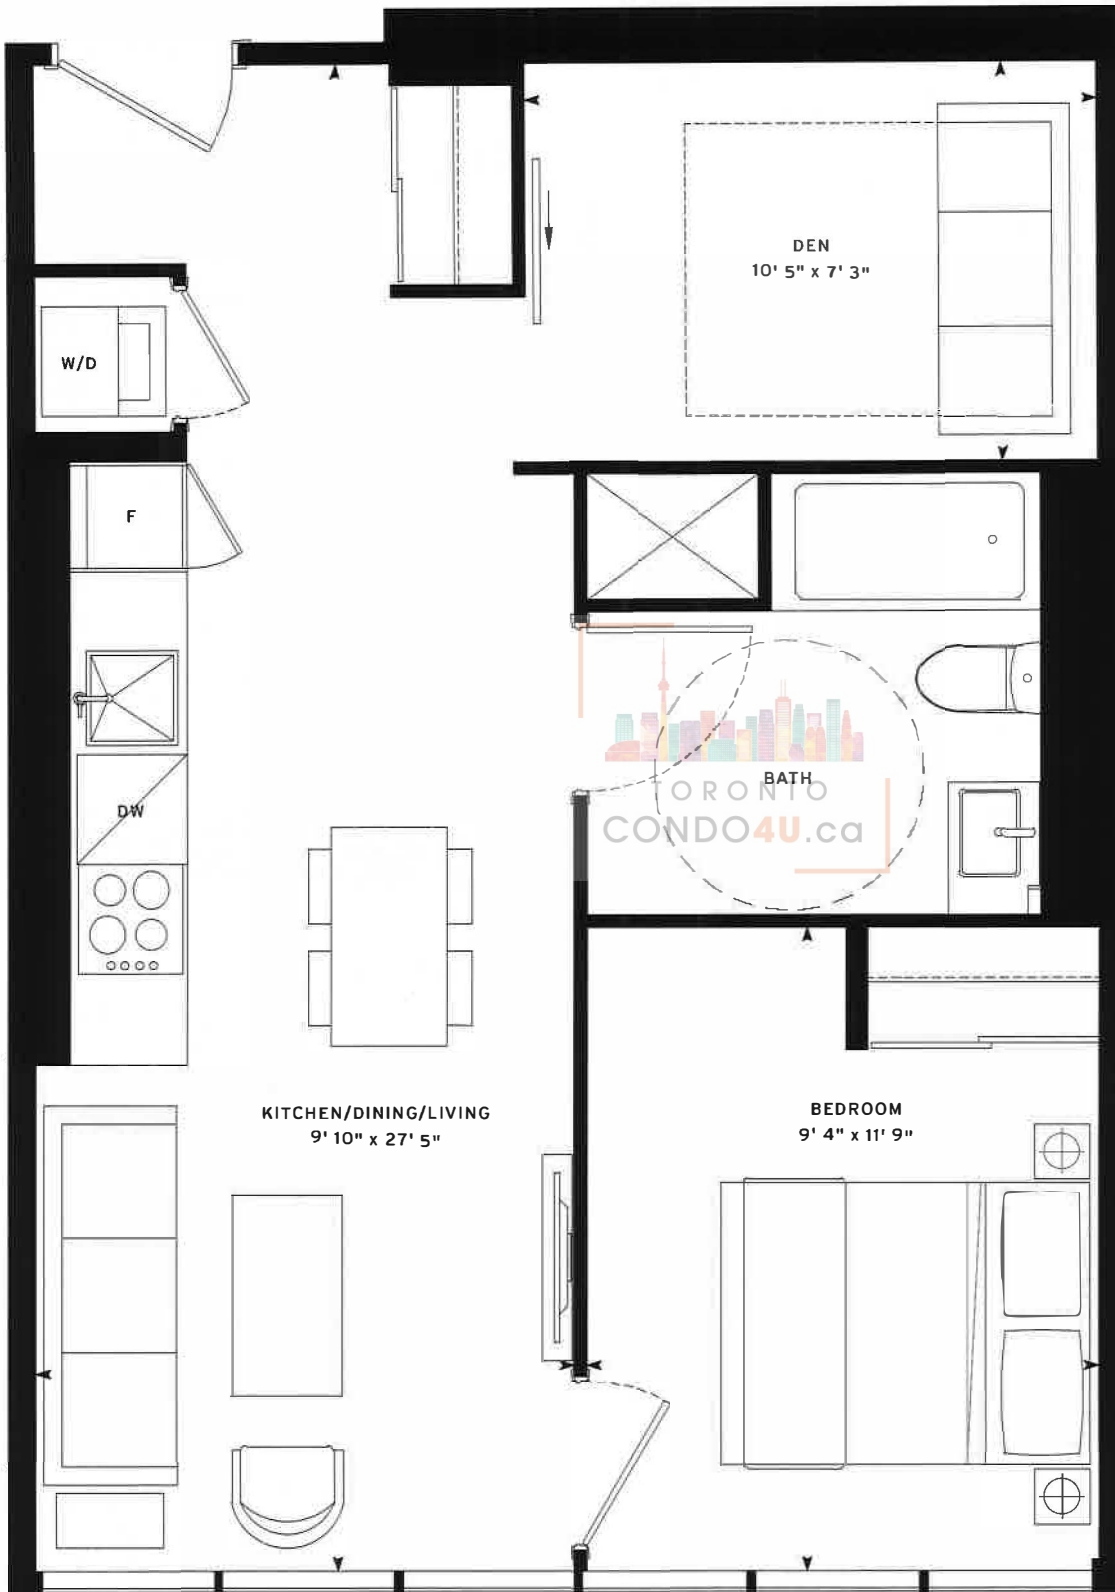 DEN
10' 5" x 7' 3"
W/D
F
DW
BATH
TORONTO
CONDO4U.ca
KITCHEN/DINING/LIVING
9' 10" x 27' 5"
BEDROOM
9' 4" x 11' 9"